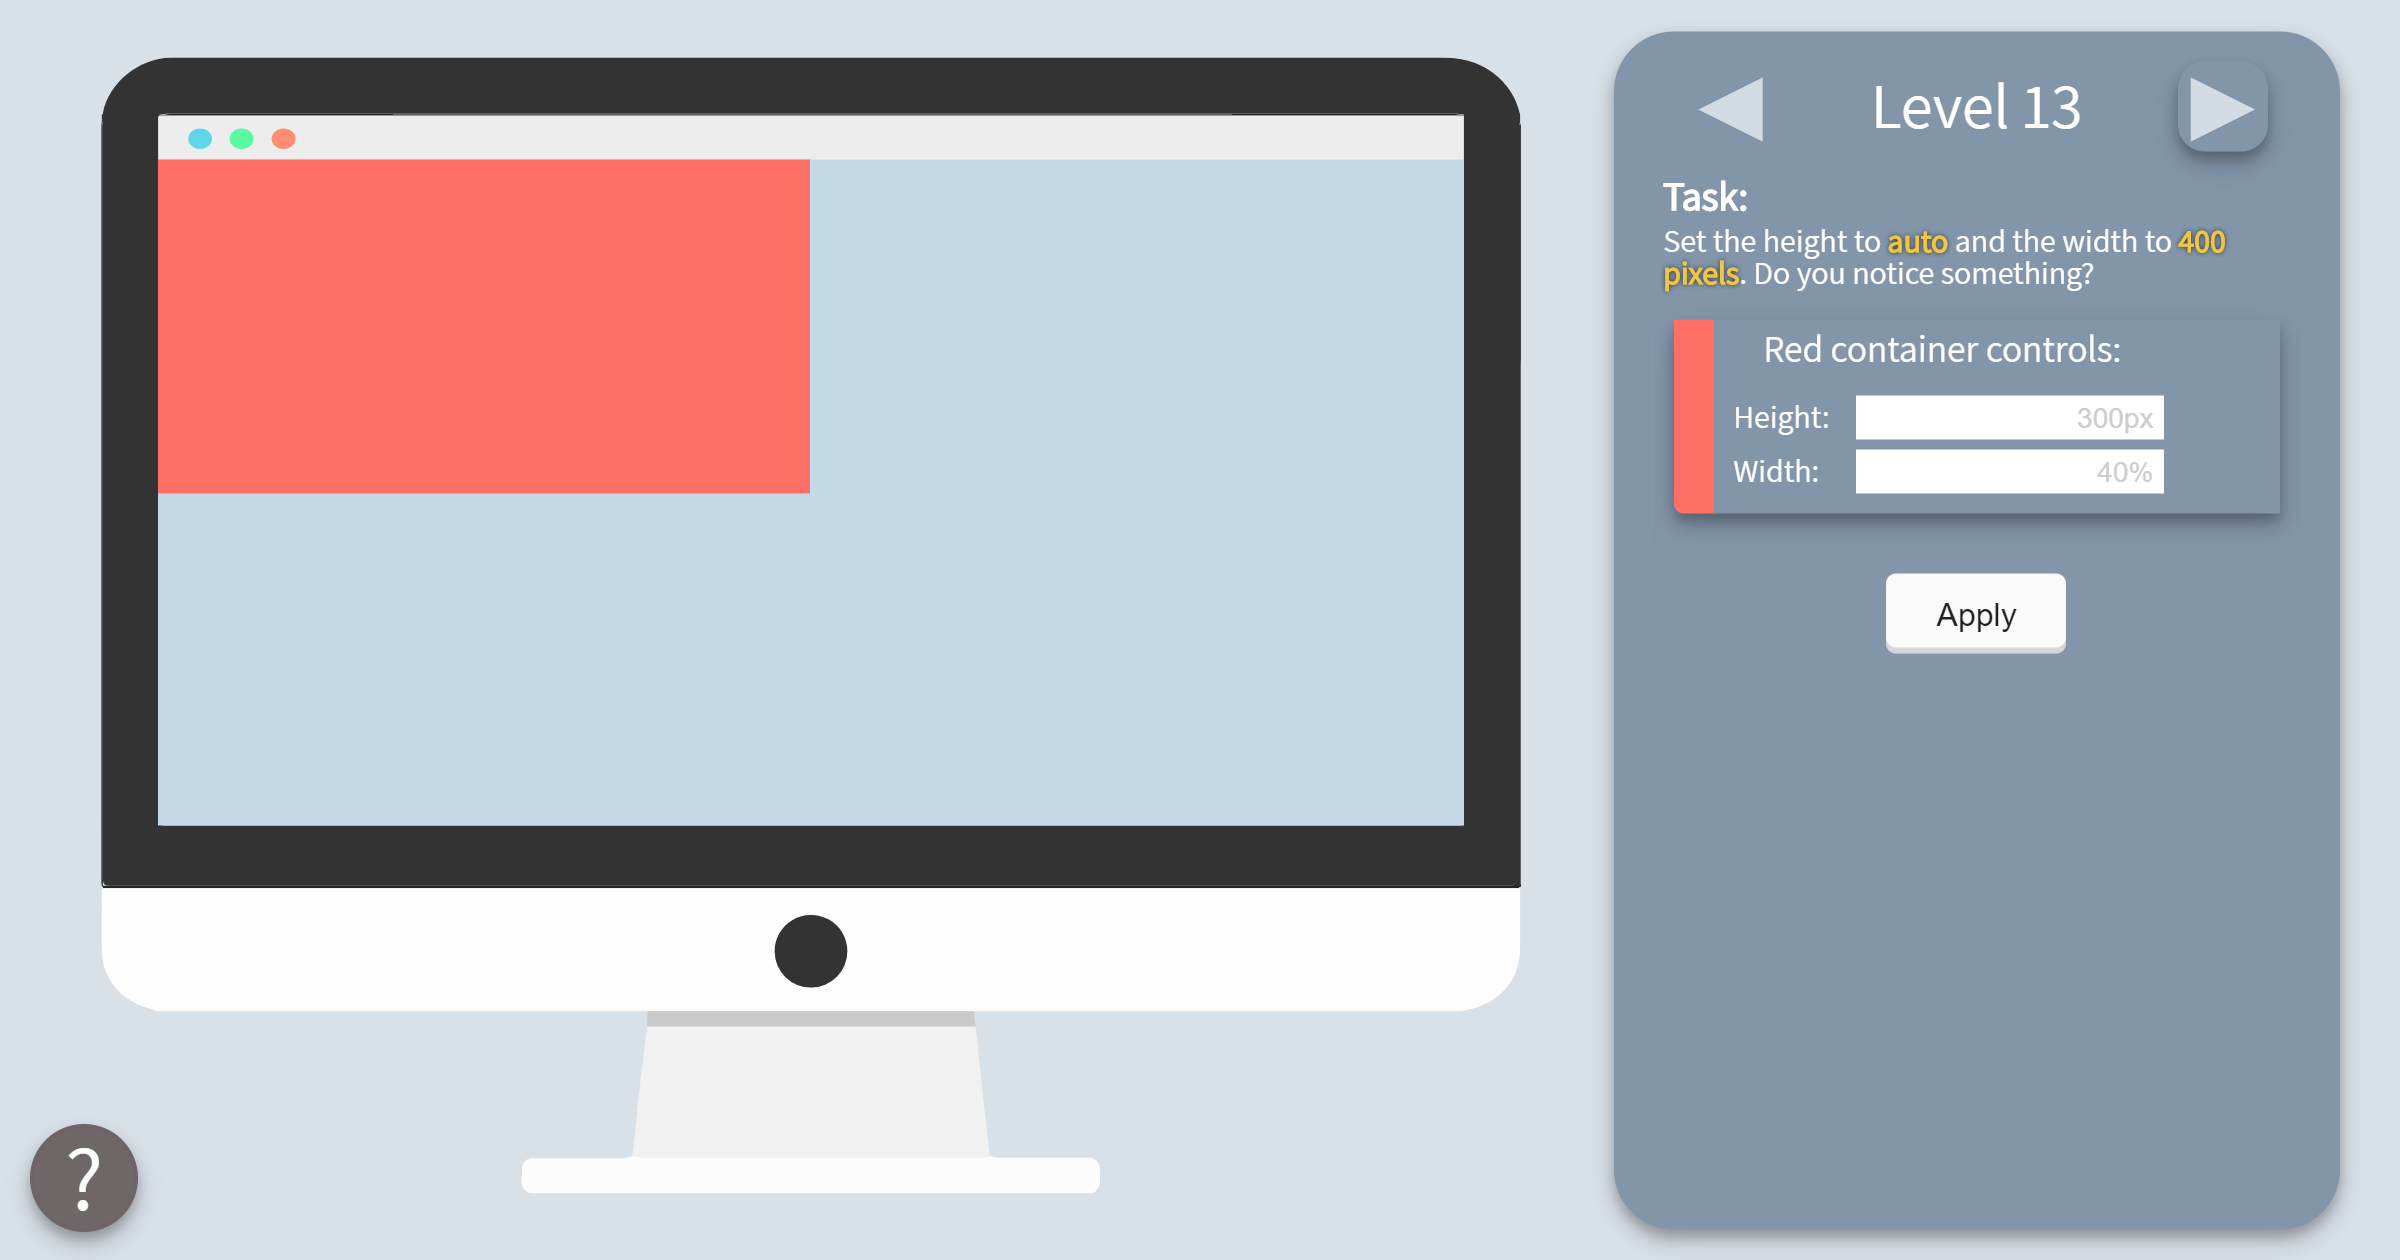 Level 13
Task:
Set the height to auto and the width to 400
pixels. Do you notice something?
Red container controls:
Height: 300px
Width: 40%
Apply
?